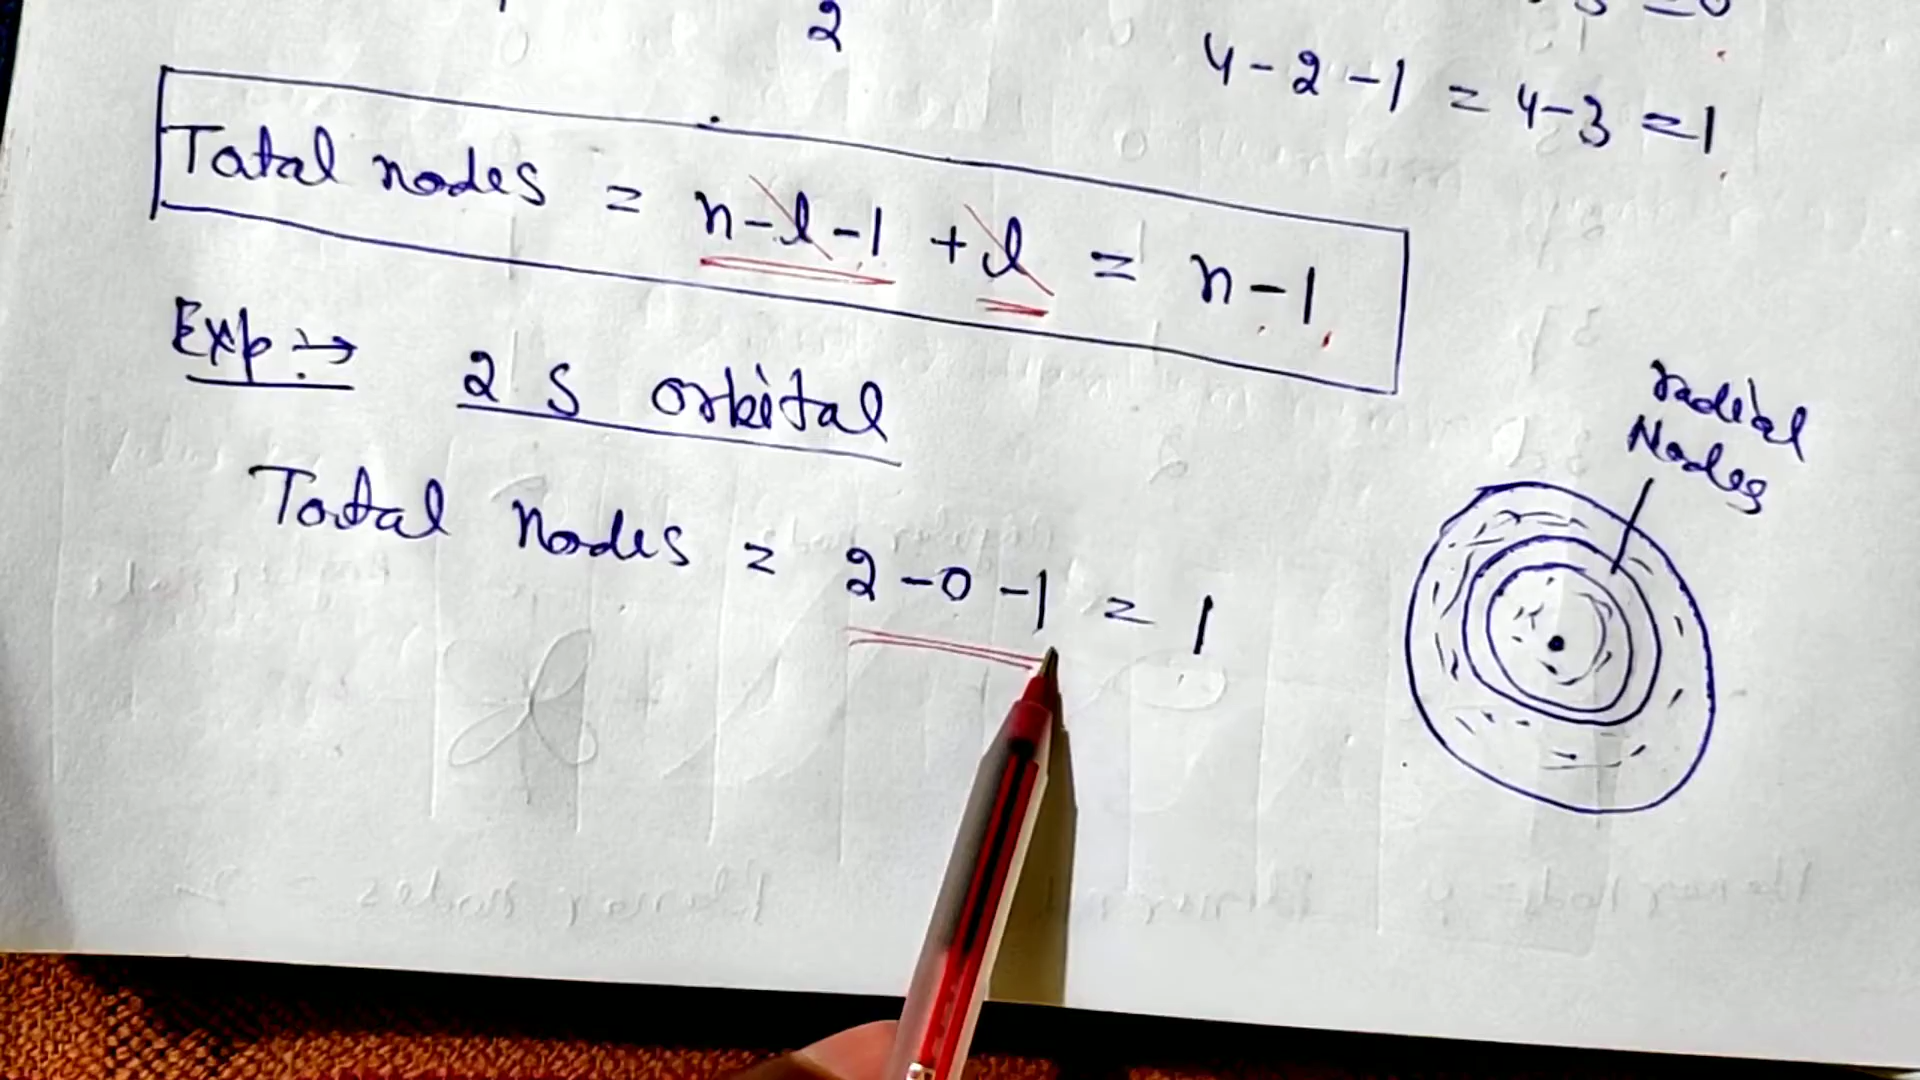 2
4-2-1 = 4-3 = 1
Tatal nodes = n-l-1 + l = n-1
Exp:→ 2 S orbital
Total Nodes = 2-0-1 = 1
radial
Nodes